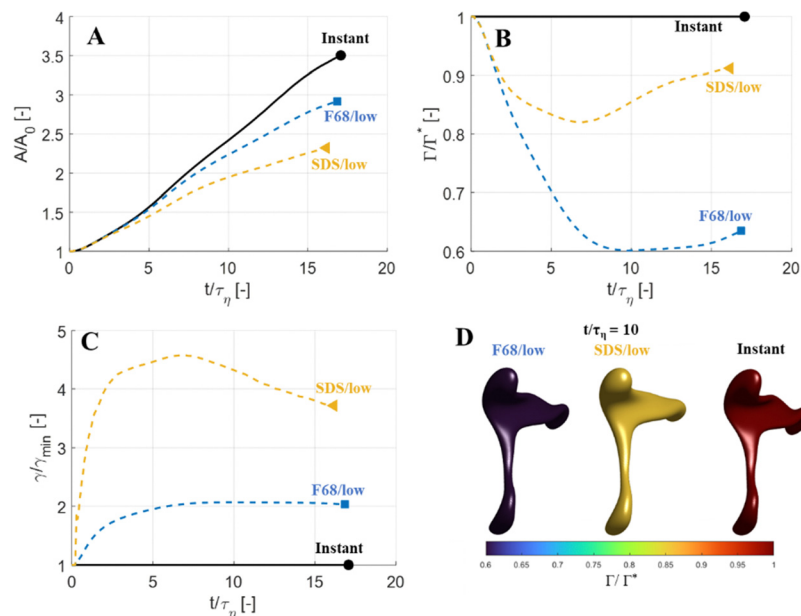 A
Instant
F68/low
SDS/low
A/A0 [-]
4
3.5
3
2.5
2
1.5
1
0 5 10 15 20
t/τη [-]
B
Instant
SDS/low
F68/low
Γ/Γ* [-]
1
0.9
0.8
0.7
0.6
0 5 10 15 20
t/τη [-]
C
SDS/low
F68/low
Instant
γ/γmin [-]
5
4
3
2
1
0 5 10 15 20
t/τη [-]
D
t/τη = 10
F68/low SDS/low Instant
0.6 0.65 0.7 0.75 0.8 0.85 0.9 0.95 1
Γ/ Γ*